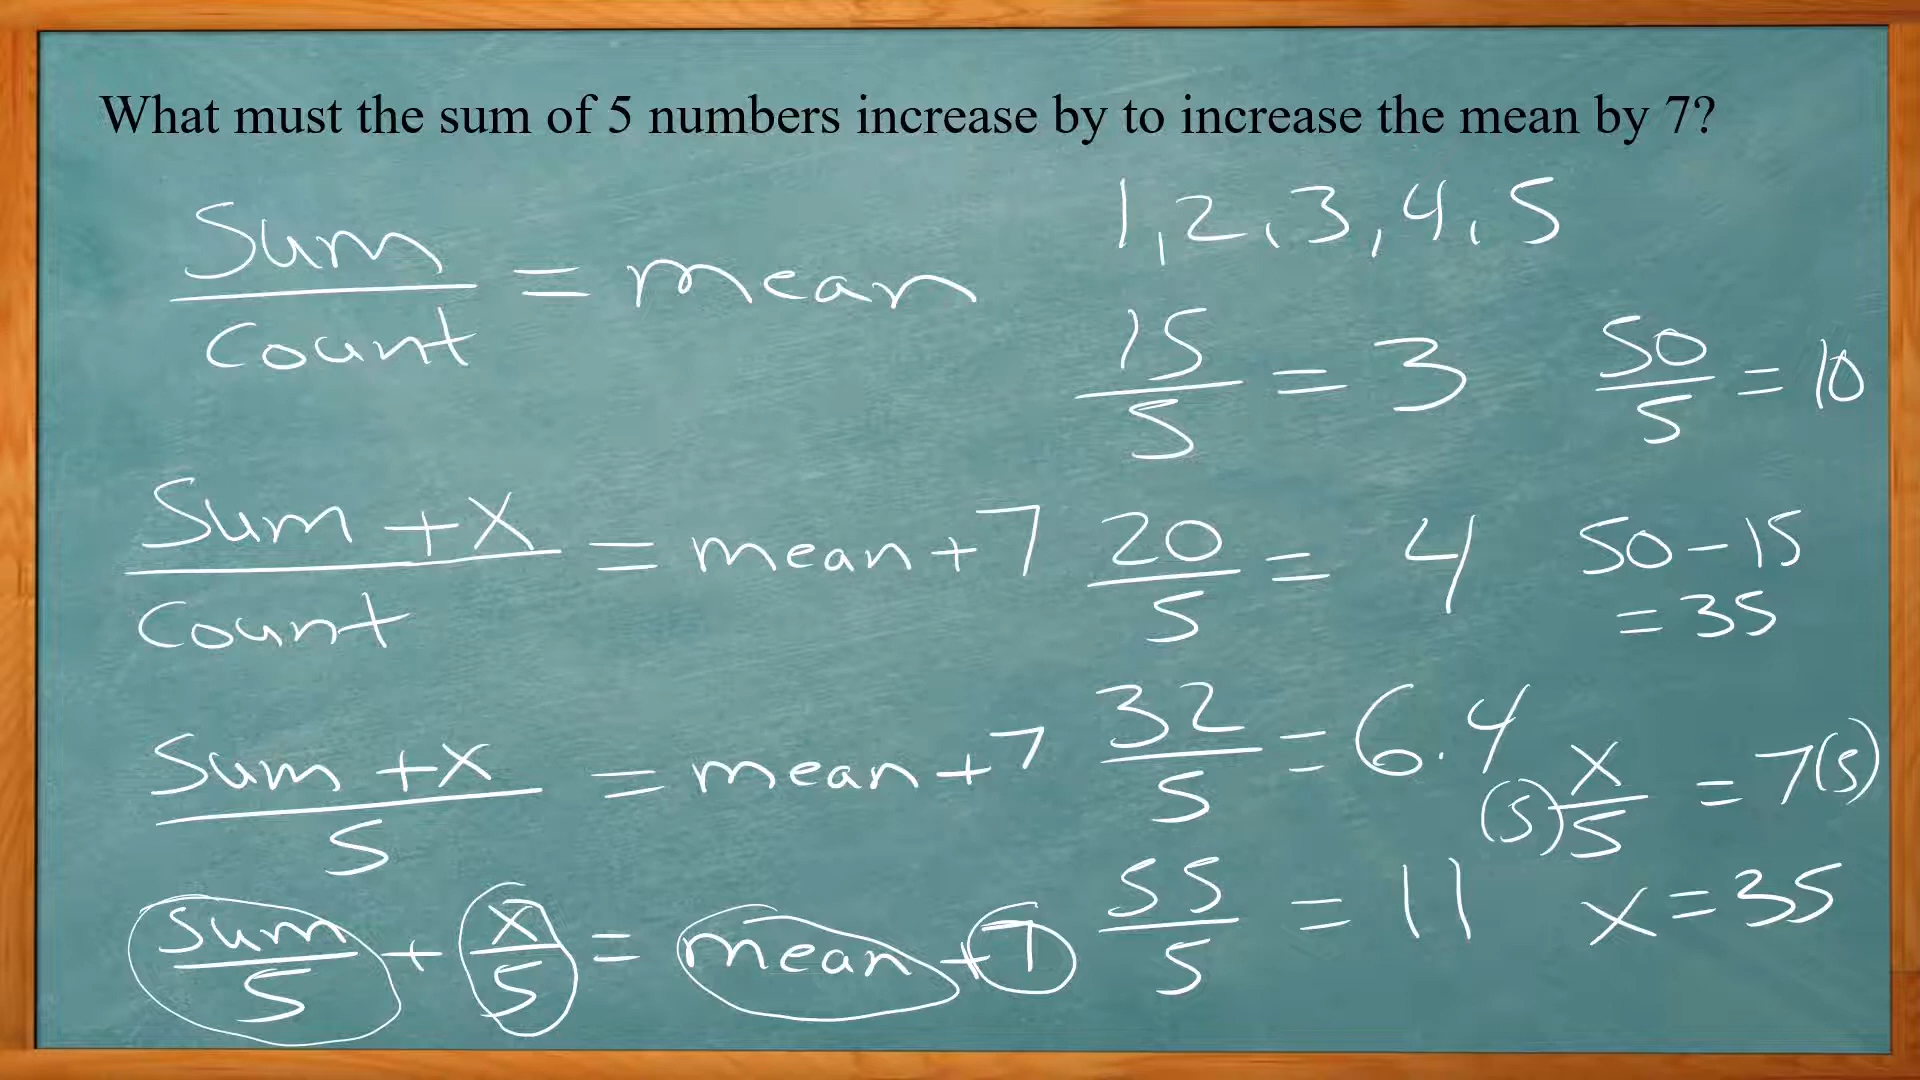 What must the sum of 5 numbers increase by to increase the mean by 7?
Sum
count
= mean
Sum + x
count
= mean + 7
Sum + x
5
= mean + 7
sum
5
+
x
5
= mean + 7
1, 2, 3, 4, 5
15
5
= 3
20
5
= 4
32
5
= 6.4
55
5
= 11
50
5
= 10
50 - 15
= 35
(5)
x
5
= 7(5)
x = 35